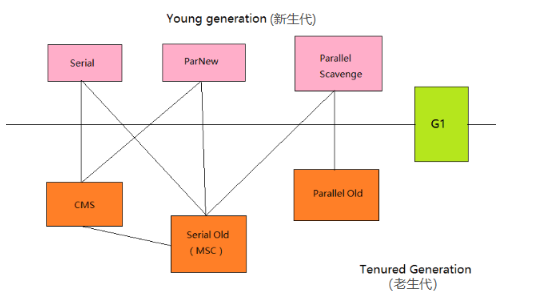 Young generation (新生代)
Serial
ParNew
Parallel
Scavenge
G1
CMS
Serial Old
（MSC）
Parallel Old
Tenured Generation
（老生代）